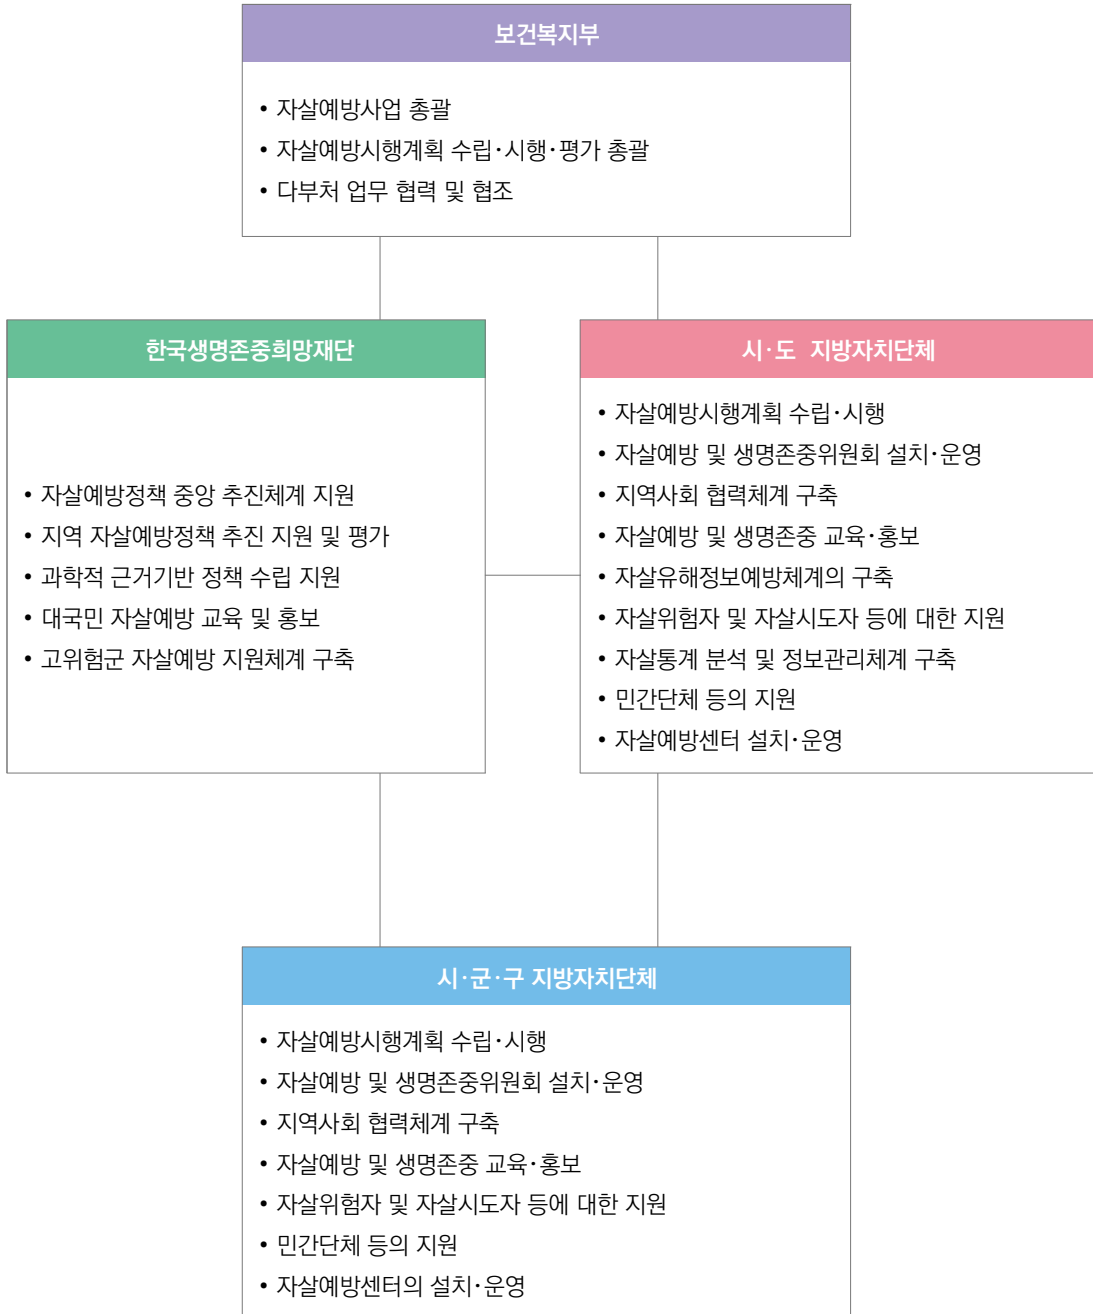 보건복지부
• 자살예방사업 총괄
• 자살예방시행계획 수립·시행·평가 총괄
• 다부처 업무 협력 및 협조
한국생명존중희망재단
• 자살예방정책 중앙 추진체계 지원
• 지역 자살예방정책 추진 지원 및 평가
• 과학적 근거기반 정책 수립 지원
• 대국민 자살예방 교육 및 홍보
• 고위험군 자살예방 지원체계 구축
시·도 지방자치단체
• 자살예방시행계획 수립·시행
• 자살예방 및 생명존중위원회 설치·운영
• 지역사회 협력체계 구축
• 자살예방 및 생명존중 교육·홍보
• 자살유해정보예방체계의 구축
• 자살위험자 및 자살시도자 등에 대한 지원
• 자살통계 분석 및 정보관리체계 구축
• 민간단체 등의 지원
• 자살예방센터 설치·운영
시·군·구 지방자치단체
• 자살예방시행계획 수립·시행
• 자살예방 및 생명존중위원회 설치·운영
• 지역사회 협력체계 구축
• 자살예방 및 생명존중 교육·홍보
• 자살위험자 및 자살시도자 등에 대한 지원
• 민간단체 등의 지원
• 자살예방센터의 설치·운영